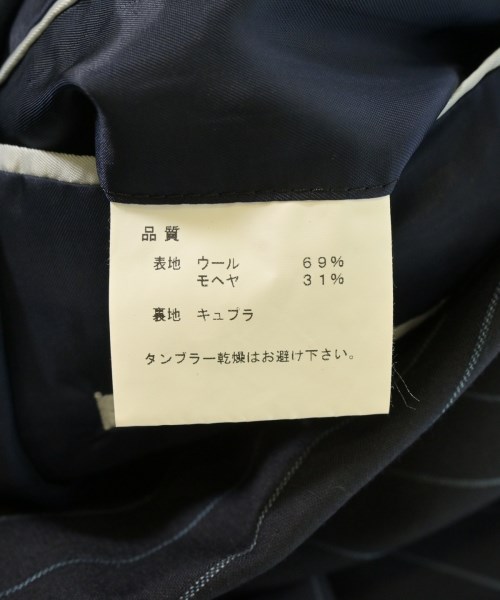 品質
表地 ウール 69%
モヘヤ 31%
裏地 キュプラ
タンブラー乾燥はお避け下さい。